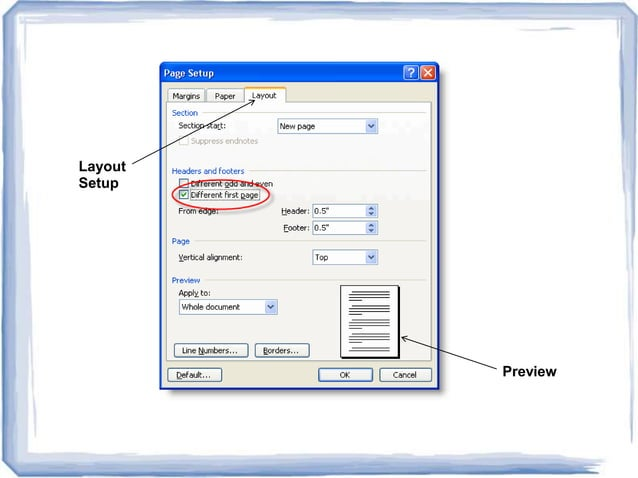 Page Setup
Margins Paper Layout
Section
Section start: New page
Suppress endnotes
Layout
Setup
Headers and footers
Different odd and even
Different first page
From edge: Header: 0.5"
Footer: 0.5"
Page
Vertical alignment: Top
Preview
Apply to:
Whole document
Line Numbers... Borders...
Preview
Default... OK Cancel